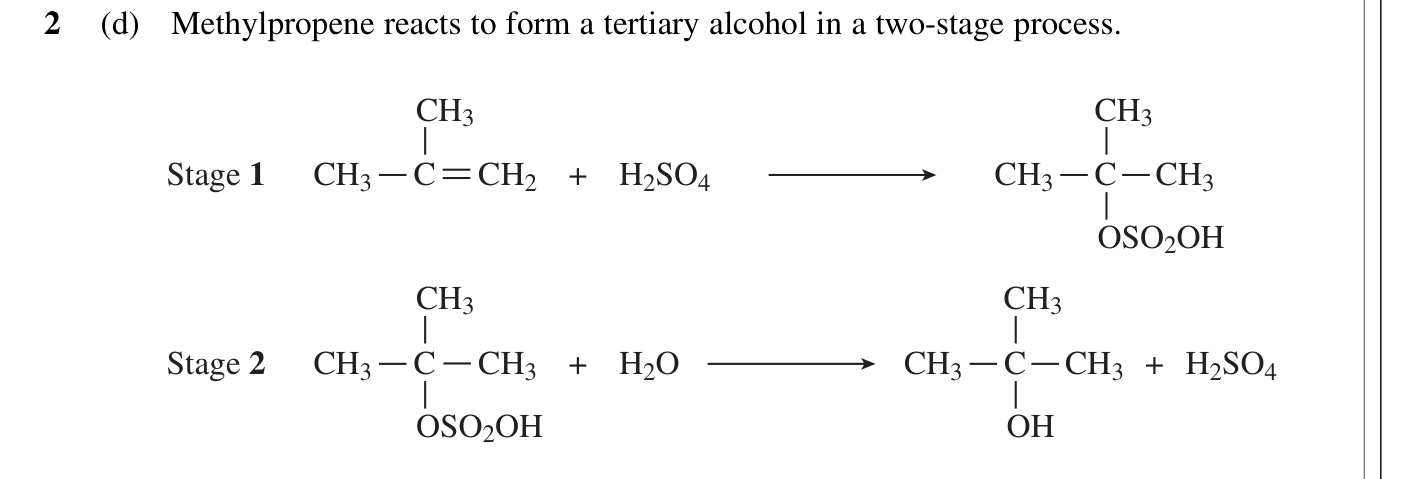 2 (d) Methylpropene reacts to form a tertiary alcohol in a two-stage process.
CH3 CH3
Stage 1 CH3—C=CH2 + H2SO4 ⟶ CH3—C—CH3
OSO2OH
CH3 CH3
Stage 2 CH3—C—CH3 + H2O ⟶ CH3—C—CH3 + H2SO4
OSO2OH OH